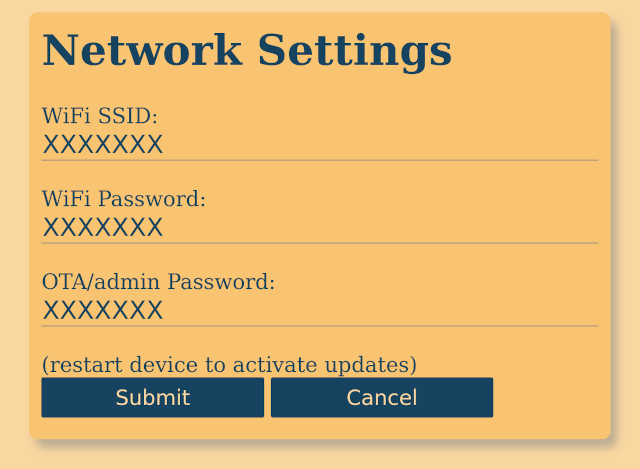 Network Settings
WiFi SSID:
XXXXXXX
WiFi Password:
XXXXXXX
OTA/admin Password:
XXXXXXX
(restart device to activate updates)
Submit Cancel